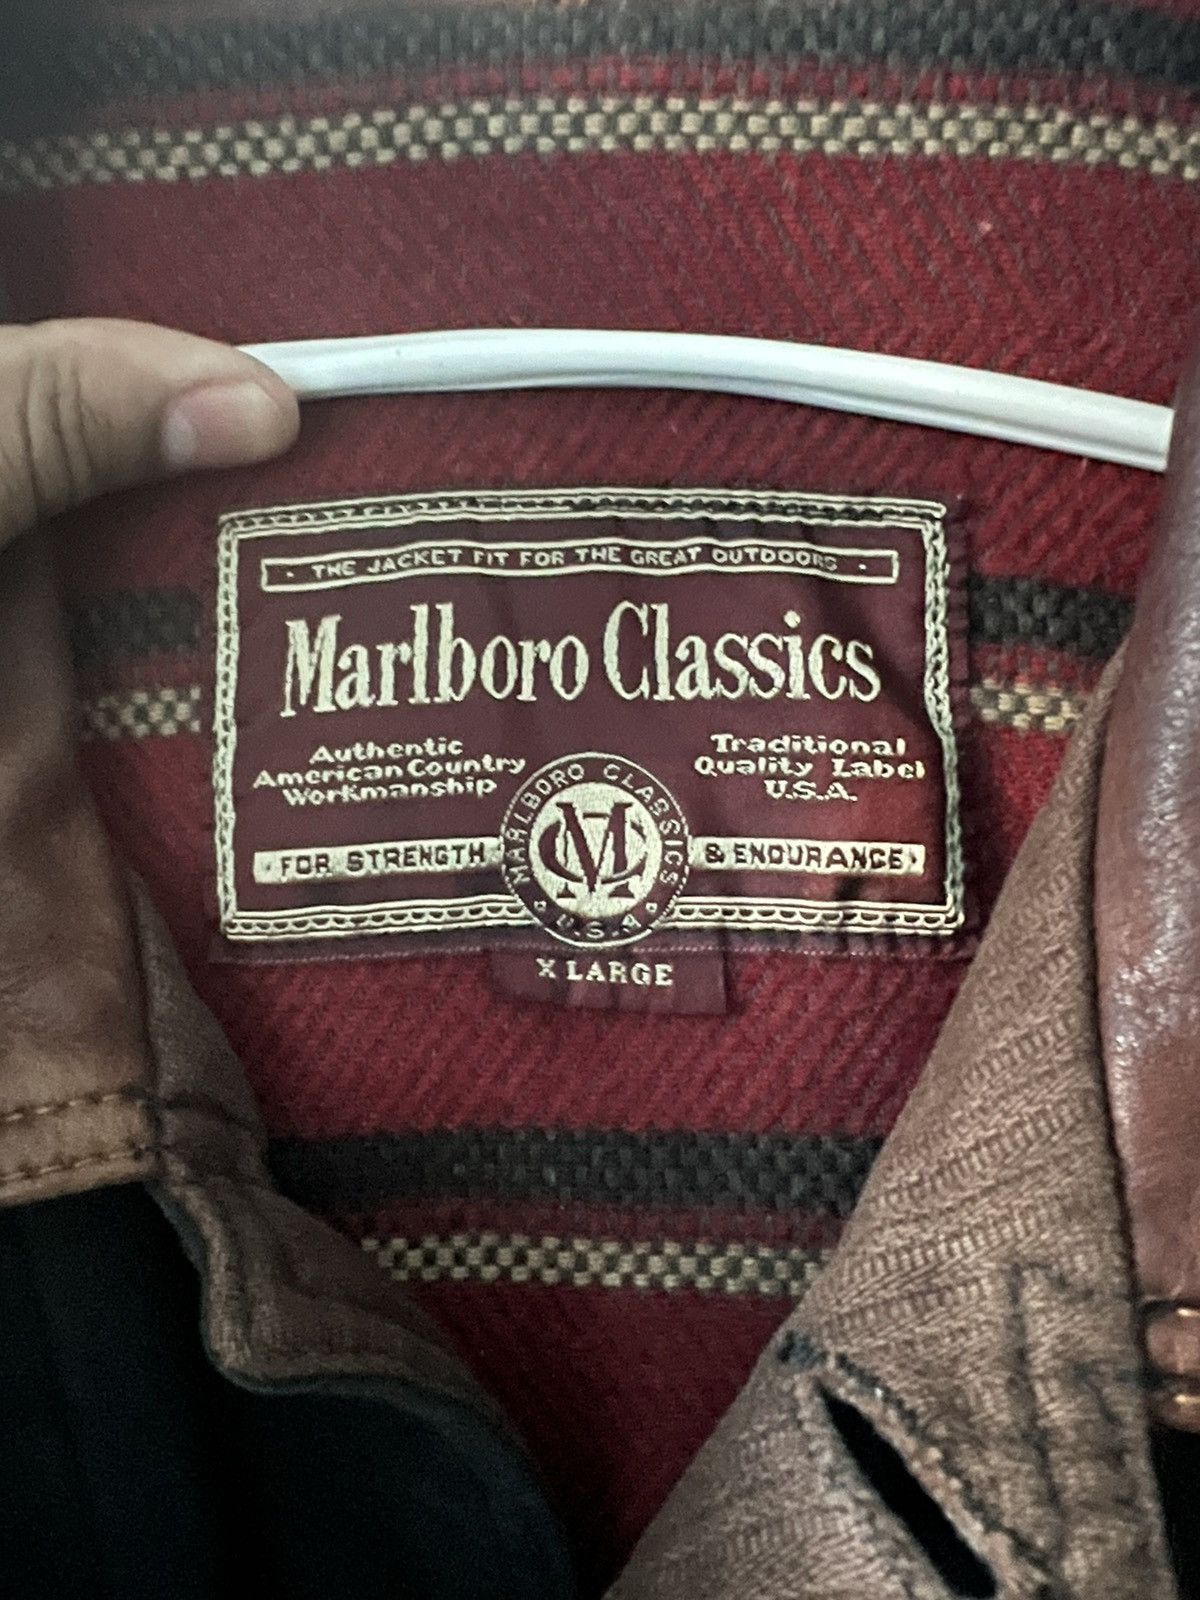 · THE JACKET FIT FOR THE GREAT OUTDOORS ·
Marlboro Classics
Authentic
American Country
Workmanship
Traditional
Quality Label
U.S.A.
· FOR STRENGTH
MARLBORO CLASSICS
MC
· U.S.A ·
& ENDURANCE ·
X LARGE